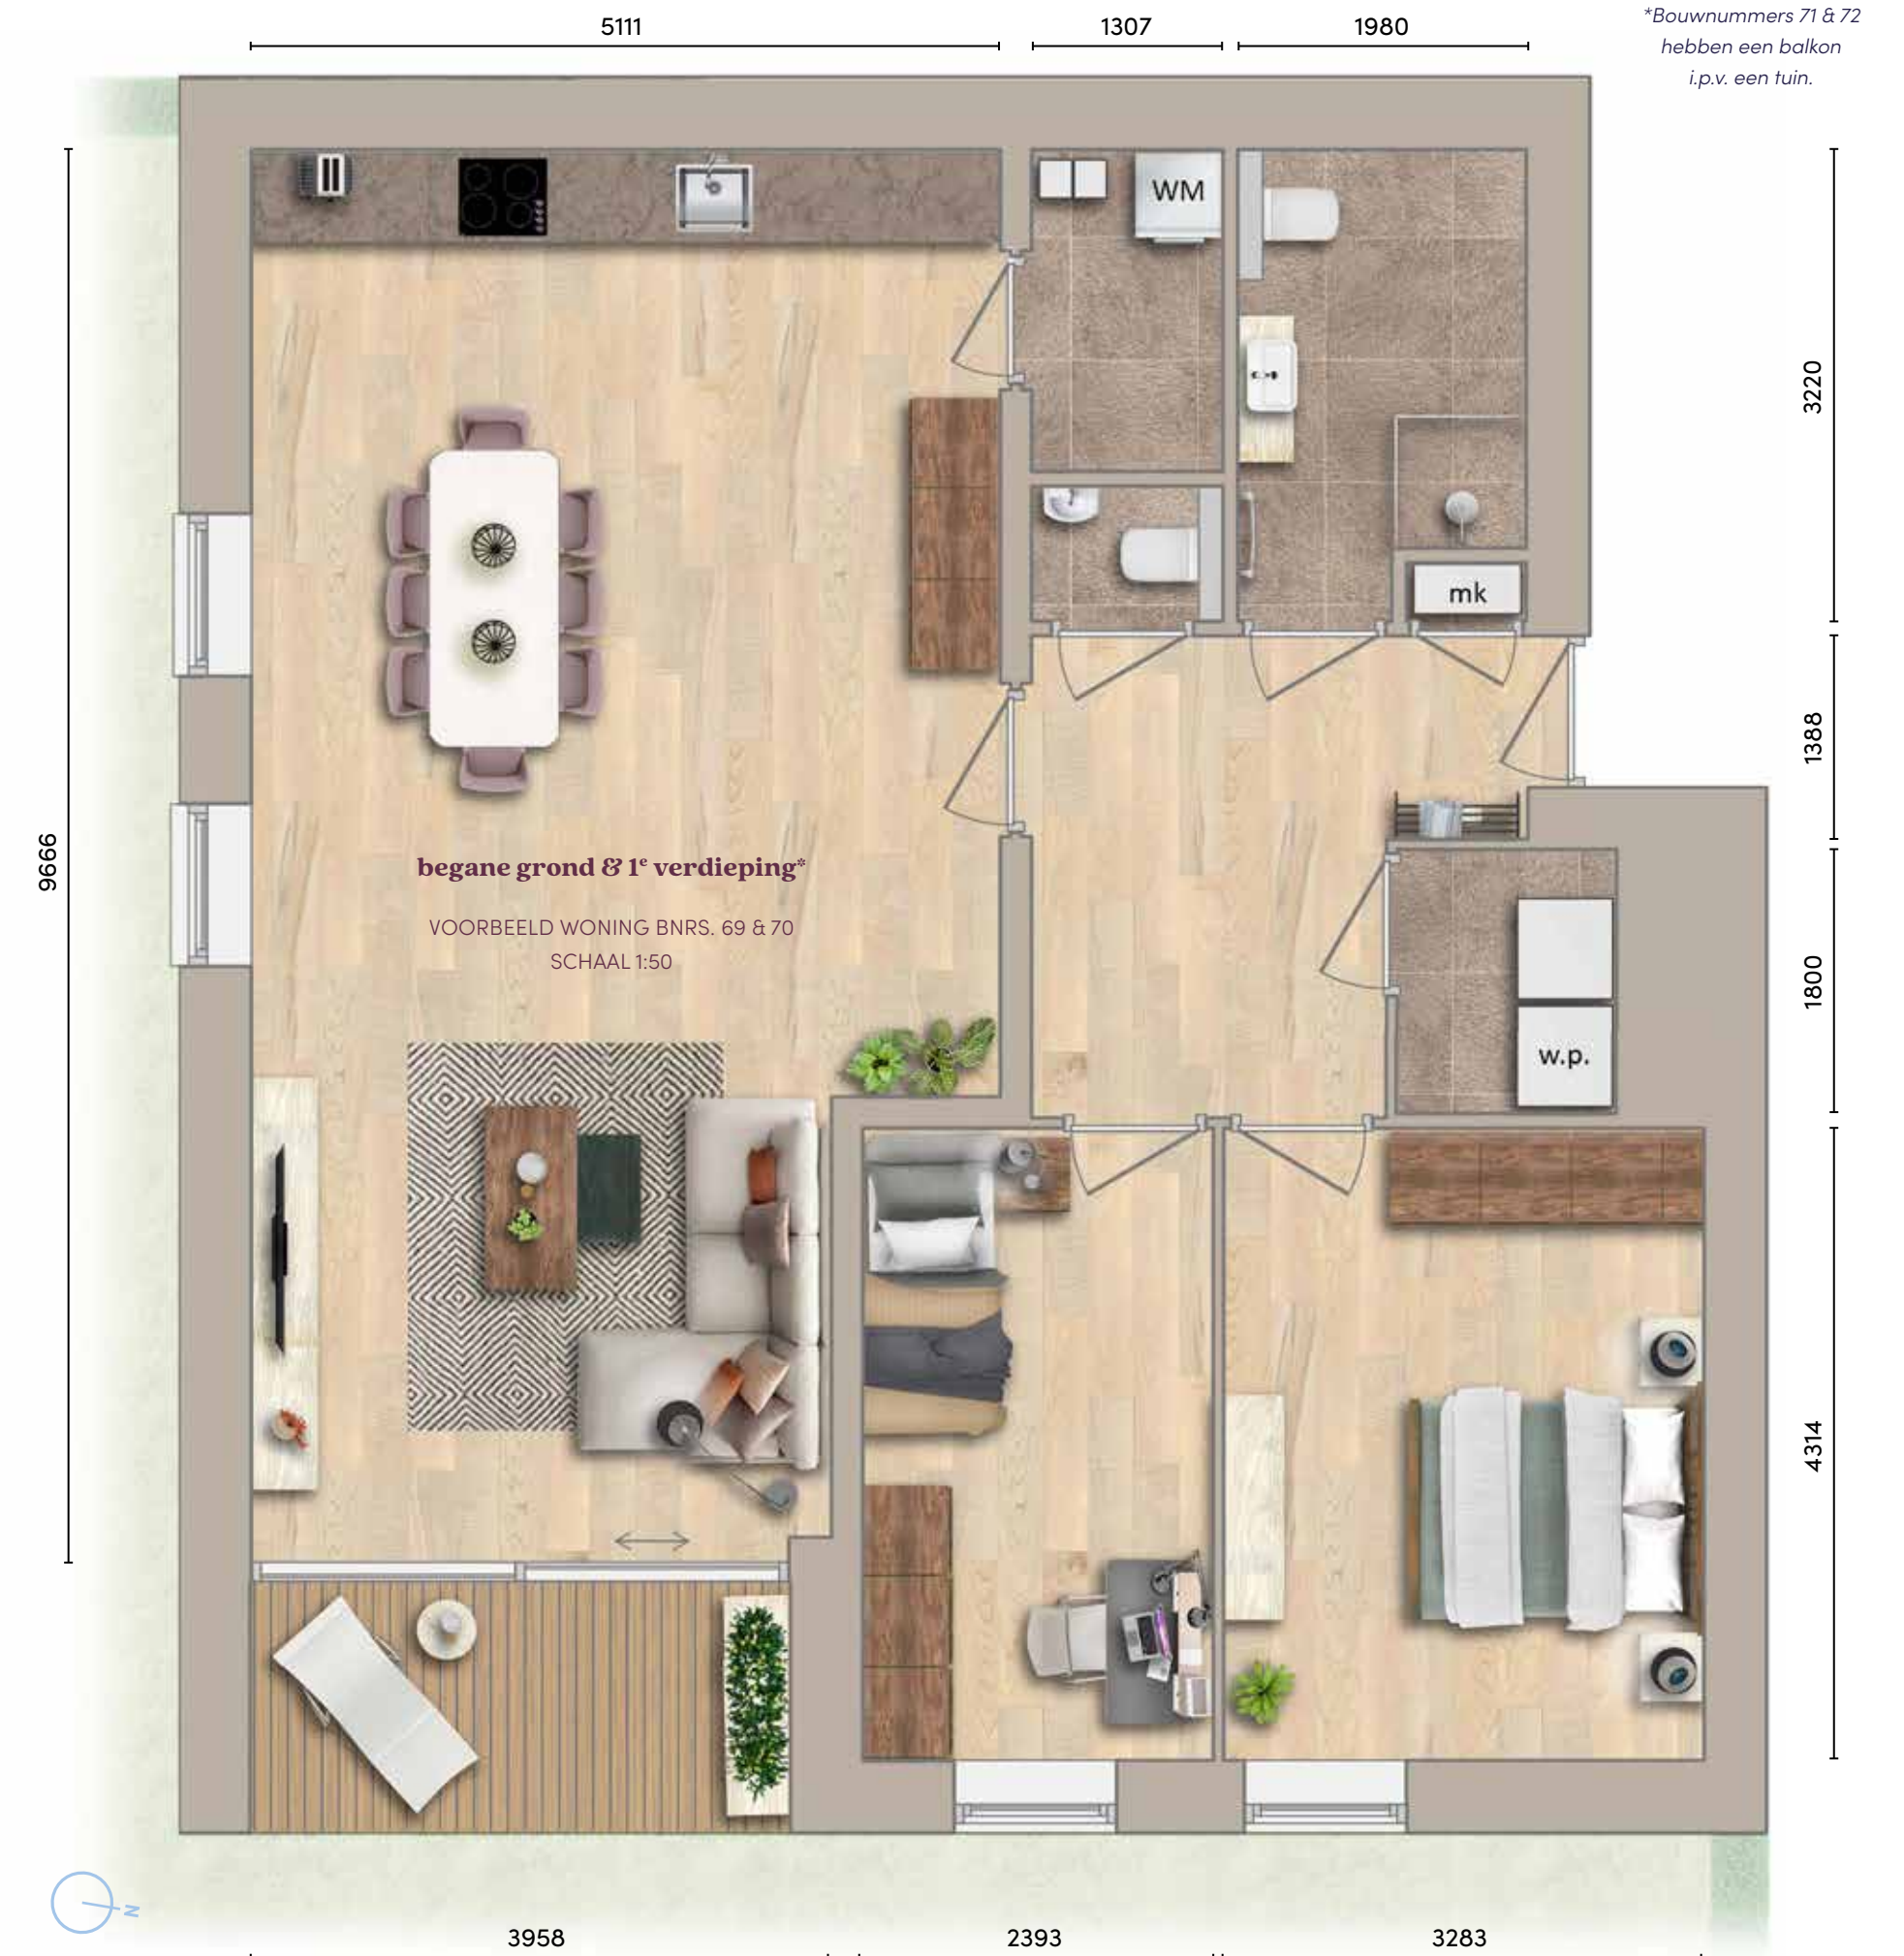 5111
1307
1980
*Bouwnummers 71 & 72
hebben een balkon
i.p.v. een tuin.
WM
3220
mk
1388
9666
begane grond & 1e verdieping*
VOORBEELD WONING BNRS. 69 & 70
SCHAAL 1:50
1800
w.p.
4314
N
3958
2393
3283